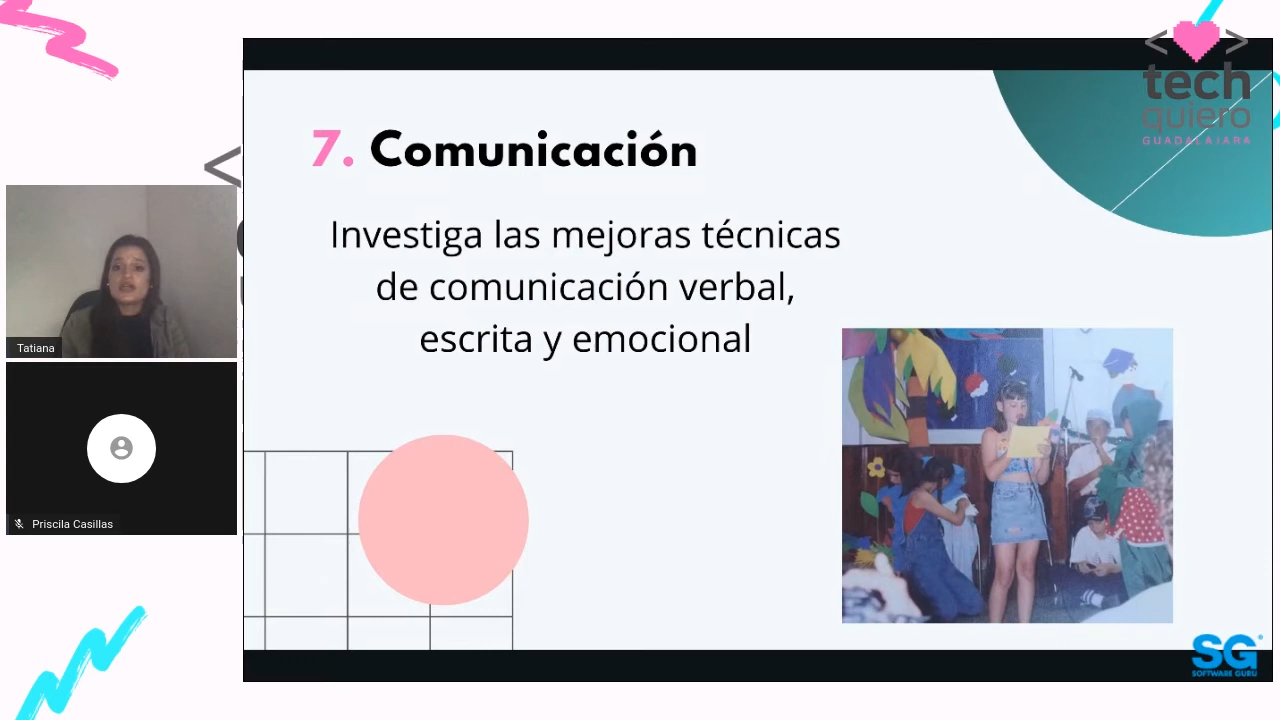 tech
quiero
GUADALAJARA
7. Comunicación
Investiga las mejoras técnicas
de comunicación verbal,
escrita y emocional
Tatiana
Priscila Casillas
SG
SOFTWARE GURU